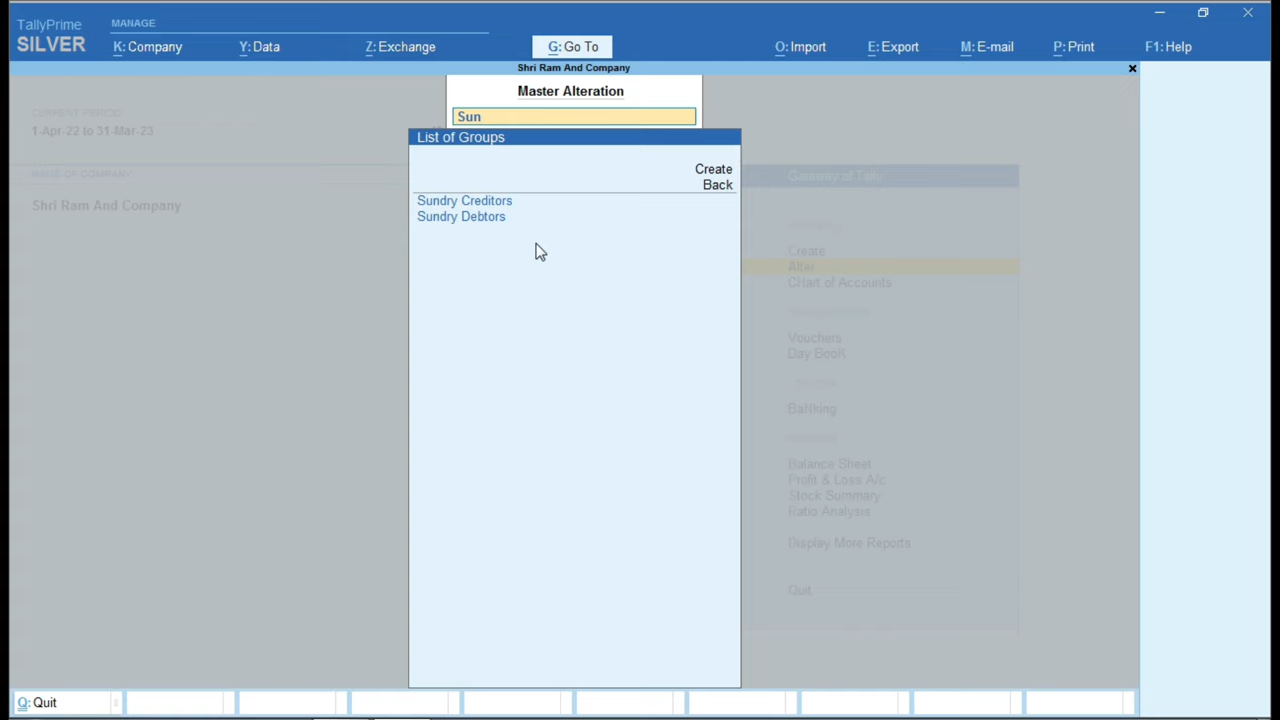 TallyPrime
SILVER
MANAGE
K: Company
Y: Data
Z: Exchange
G: Go To
O: Import
E: Export
M: E-mail
P: Print
F1: Help
Shri Ram And Company
Master Alteration
Sun
List of Groups
Create
Back
Sundry Creditors
Sundry Debtors
CURRENT PERIOD
1-Apr-22 to 31-Mar-23
NAME OF COMPANY
Shri Ram And Company
Gateway of Tally
Create
Alter
CHart of Accounts
Vouchers
Day BooK
BaNking
Balance Sheet
Profit & Loss A/c
Stock Summary
Ratio Analysis
Display More Reports
Quit
Q: Quit